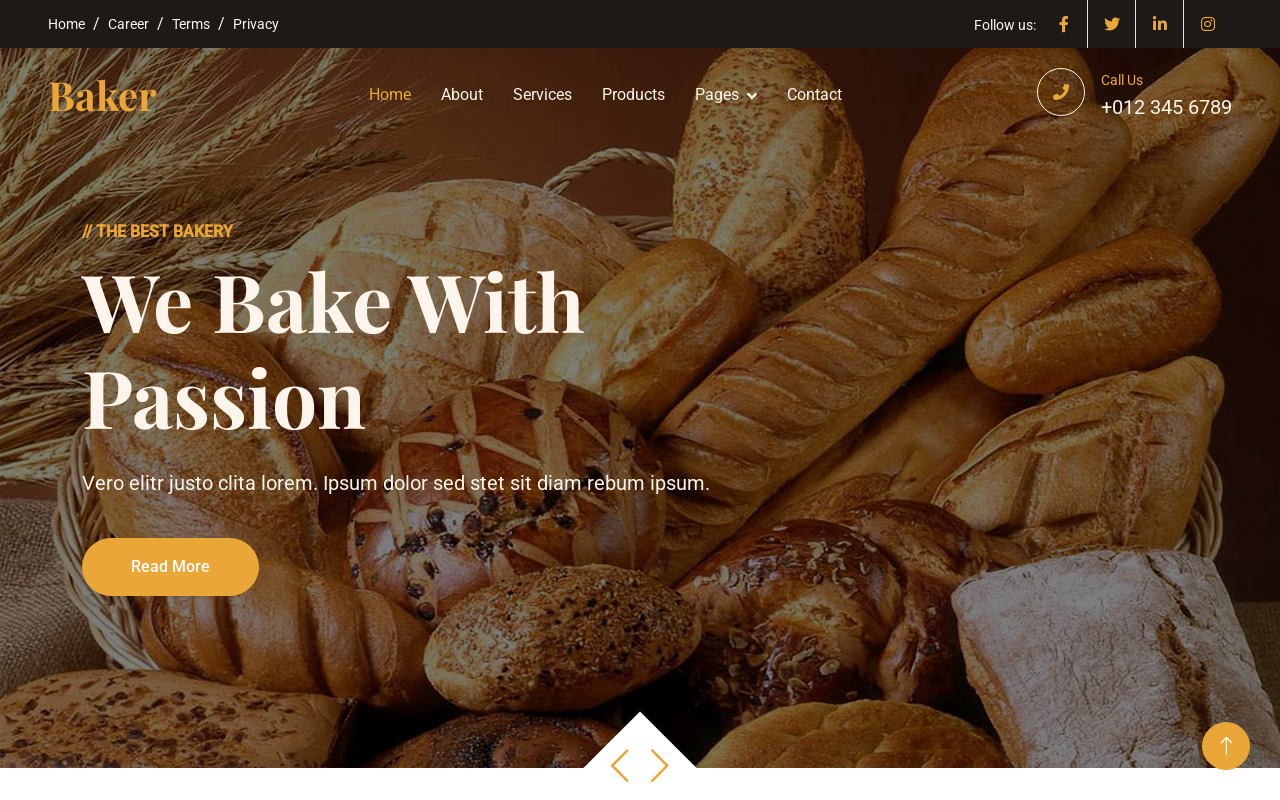 Home / Career / Terms / Privacy
Follow us:
Baker
Home About Services Products Pages Contact
Call Us
+012 345 6789
// THE BEST BAKERY
We Bake With
Passion
Vero elitr justo clita lorem. Ipsum dolor sed stet sit diam rebum ipsum.
Read More